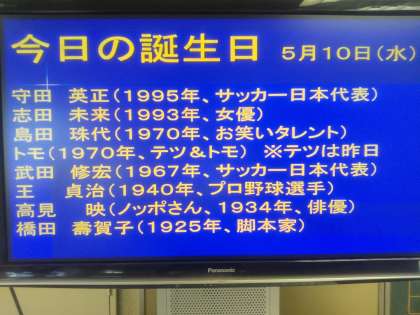 今日の誕生日 5月10日(水)
守田 英正(1995年、サッカー日本代表)
志田 未来(1993年、女優)
島田 珠代(1970年、お笑いタレント)
トモ(1970年、テツ&トモ) ※テツは昨日
武田 修宏(1967年、サッカー日本代表)
王 貞治(1940年、プロ野球選手)
高見 映(ノッポさん、1934年、俳優)
橋田 壽賀子(1925年、脚本家)
Panasonic